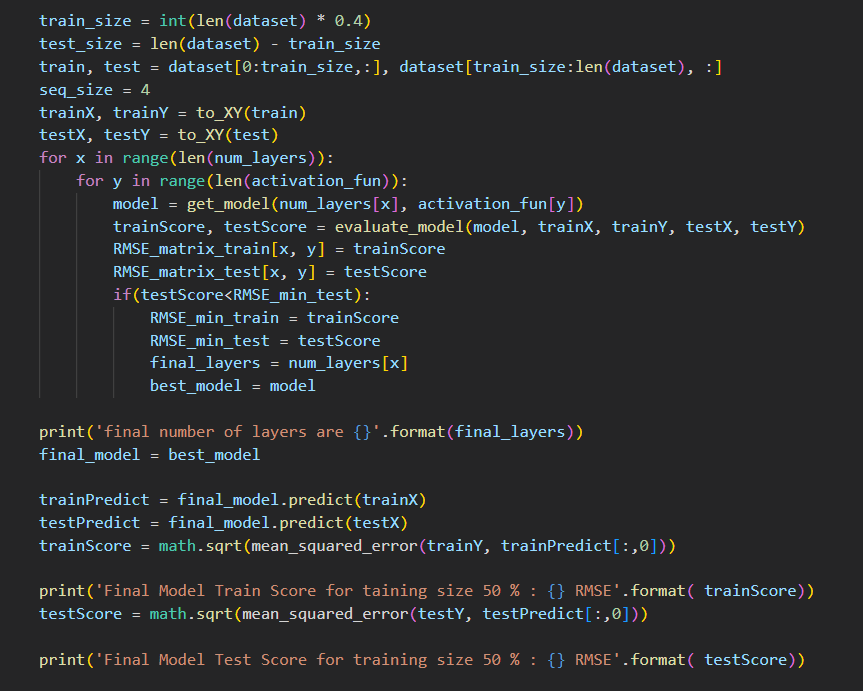 train_size = int(len(dataset) * 0.4)
test_size = len(dataset) - train_size
train, test = dataset[0:train_size,:], dataset[train_size:len(dataset), :]
seq_size = 4
trainX, trainY = to_XY(train)
testX, testY = to_XY(test)
for x in range(len(num_layers)):
    for y in range(len(activation_fun)):
        model = get_model(num_layers[x], activation_fun[y])
        trainScore, testScore = evaluate_model(model, trainX, trainY, testX, testY)
        RMSE_matrix_train[x, y] = trainScore
        RMSE_matrix_test[x, y] = testScore
        if(testScore<RMSE_min_test):
            RMSE_min_train = trainScore
            RMSE_min_test = testScore
            final_layers = num_layers[x]
            best_model = model
print('final number of layers are {}'.format(final_layers))
final_model = best_model
trainPredict = final_model.predict(trainX)
testPredict = final_model.predict(testX)
trainScore = math.sqrt(mean_squared_error(trainY, trainPredict[:,0]))
print('Final Model Train Score for taining size 50 % : {} RMSE'.format( trainScore))
testScore = math.sqrt(mean_squared_error(testY, testPredict[:,0]))
print('Final Model Test Score for training size 50 % : {} RMSE'.format( testScore))